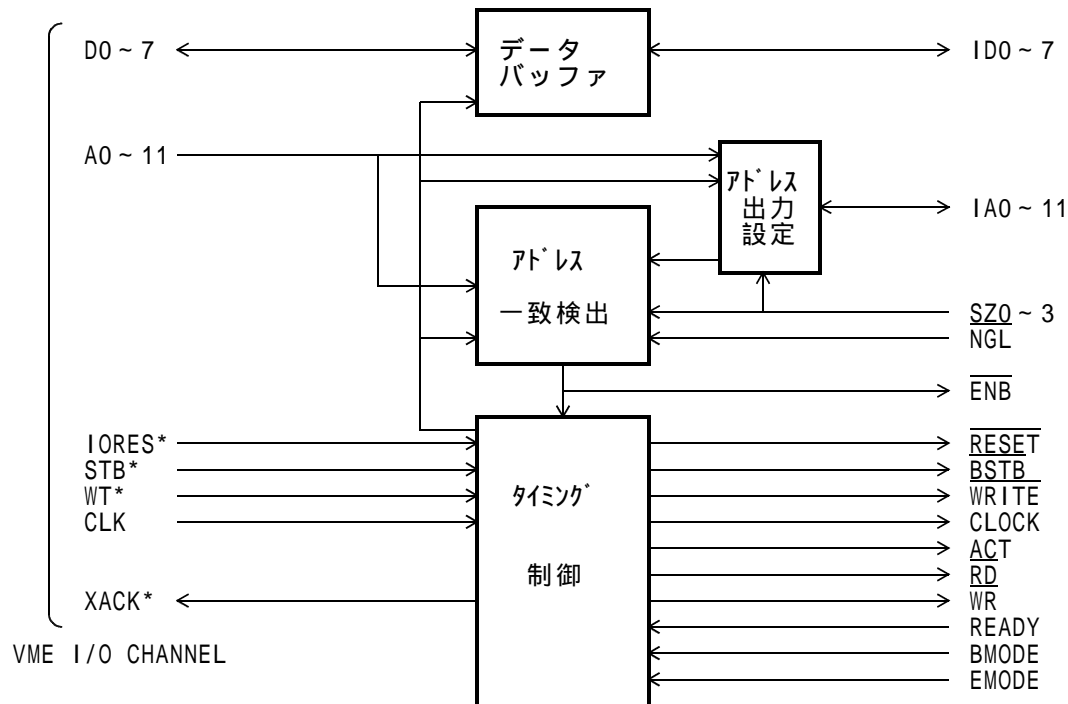 D0~7
データ
バッファ
ID0~7
A0~11
アドレス
出力
設定
IA0~11
アドレス
一致検出
SZ0~3
NGL
ENB
IORES*
STB*
WT*
CLK
XACK*
タイミング
制御
RESET
BSTB
WRITE
CLOCK
ACT
RD
WR
READY
BMODE
EMODE
VME I/O CHANNEL